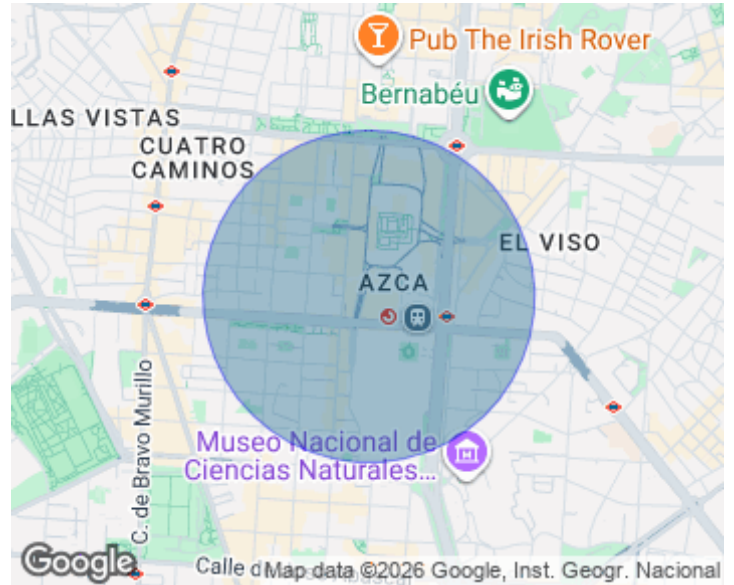 Pub The Irish Rover
Bernabéu
LLAS VISTAS
CUATRO
CAMINOS
EL VISO
AZCA
C. de Bravo Murillo
Museo Nacional de
Ciencias Naturales...
Google
Calle d
Map data ©2026 Google, Inst. Geogr. Nacional